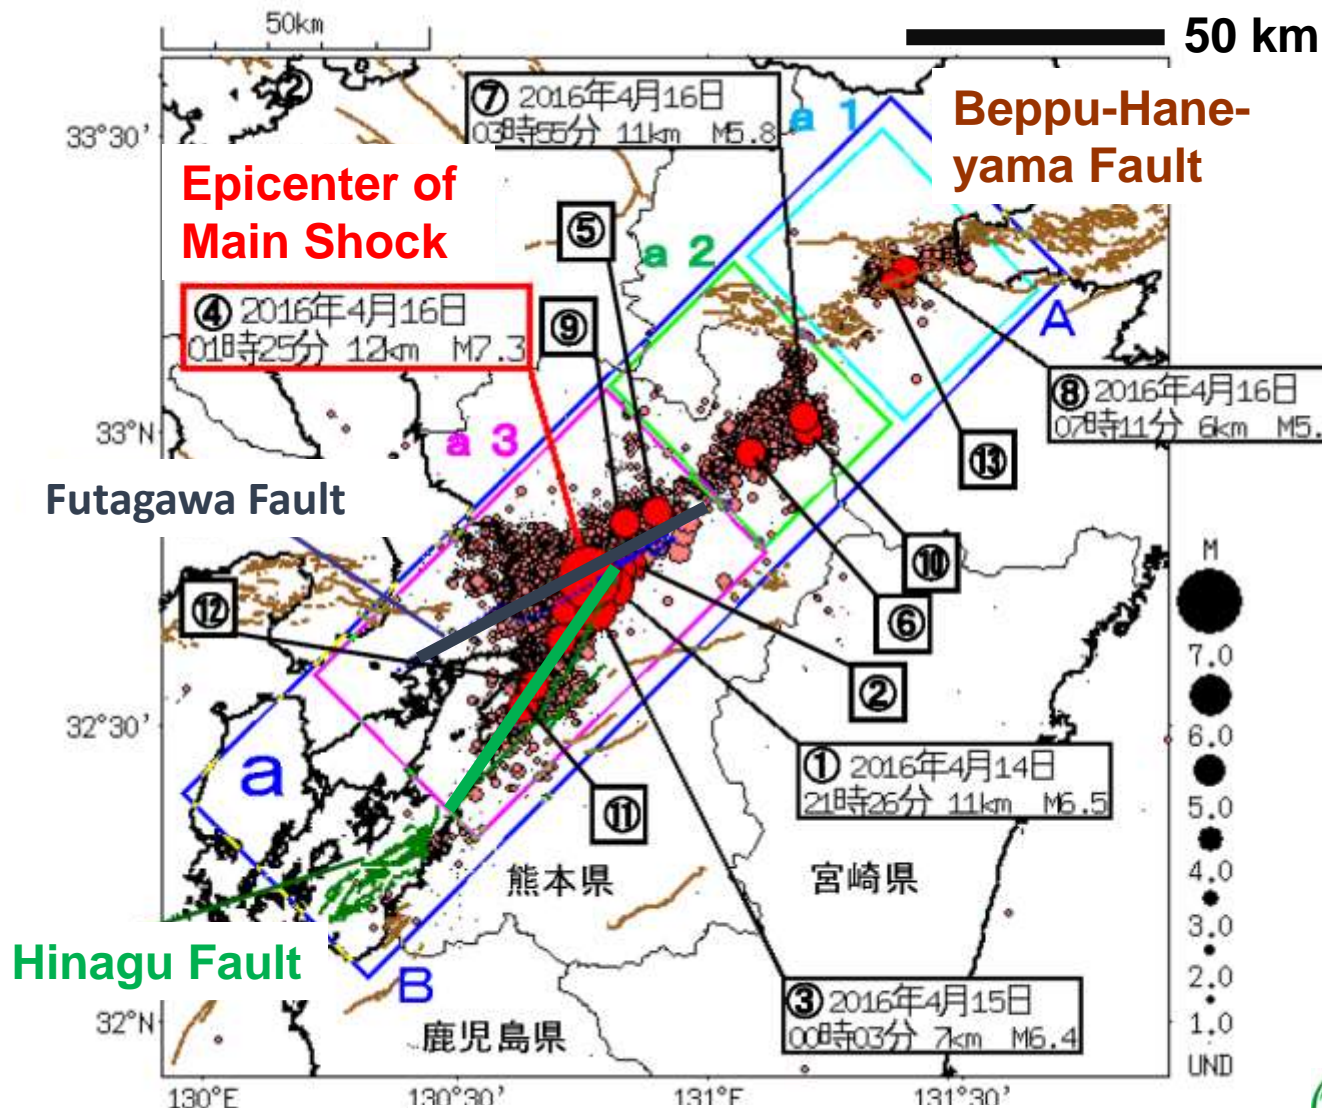 50km
50 km
②
⑦ 2016年4月16日
03時55分 11km M5.8
a 1
Beppu-Hane-
yama Fault
33°30'
Epicenter of
Main Shock
⑤
a 2
④ 2016年4月16日
01時25分 12km M7.3
⑨
A
⑧ 2016年4月16日
07時11分 6km M5.
33°N
a 3
⑬
Futagawa Fault
⑩
M
⑫
⑥
7.0
②
32°30'
6.0
a
① 2016年4月14日
21時26分 11km M6.5
5.0
⑪
4.0
熊本県
宮崎県
3.0
Hinagu Fault
B
2.0
③ 2016年4月15日
00時03分 7km M6.4
32°N
鹿児島県
1.0
UND
130°E
130°30'
131°E
131°30'